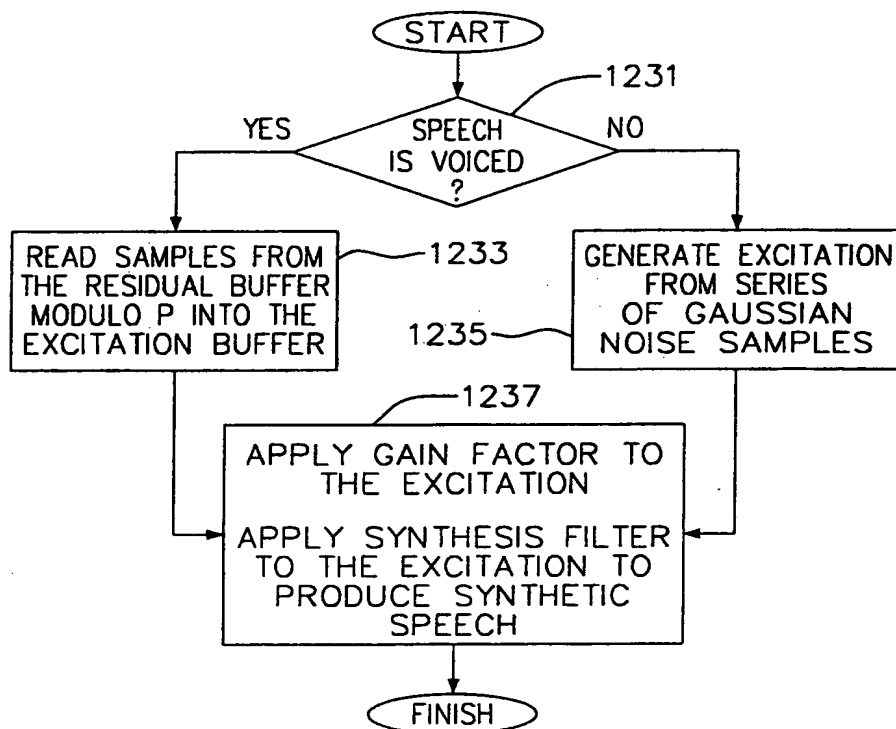 START
1231
YES
SPEECH
NO
IS VOICED
?
READ SAMPLES FROM
THE RESIDUAL BUFFER
MODULO P INTO THE
EXCITATION BUFFER
1233
GENERATE EXCITATION
FROM SERIES
OF GAUSSIAN
NOISE SAMPLES
1235
1237
APPLY GAIN FACTOR TO
THE EXCITATION
APPLY SYNTHESIS FILTER
TO THE EXCITATION TO
PRODUCE SYNTHETIC
SPEECH
FINISH